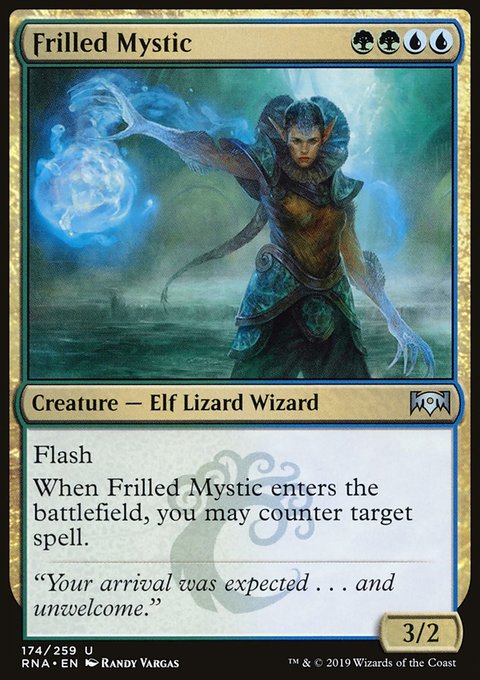 Frilled Mystic
Creature — Elf Lizard Wizard
Flash
When Frilled Mystic enters the
battlefield, you may counter target
spell.
“Your arrival was expected . . . and
unwelcome.”
3/2
174/259 U
RNA • EN Randy Vargas
™ & © 2019 Wizards of the Coast